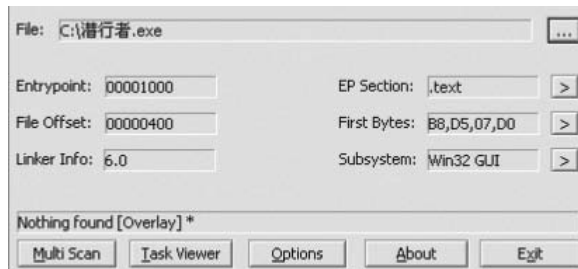 File: C:\潜行者.exe ...
Entrypoint: 00001000 EP Section: .text >
File Offset: 00000400 First Bytes: B8,D5,07,D0 >
Linker Info: 6.0 Subsystem: Win32 GUI >
Nothing found [Overlay] *
Multi Scan Task Viewer Options About Exit